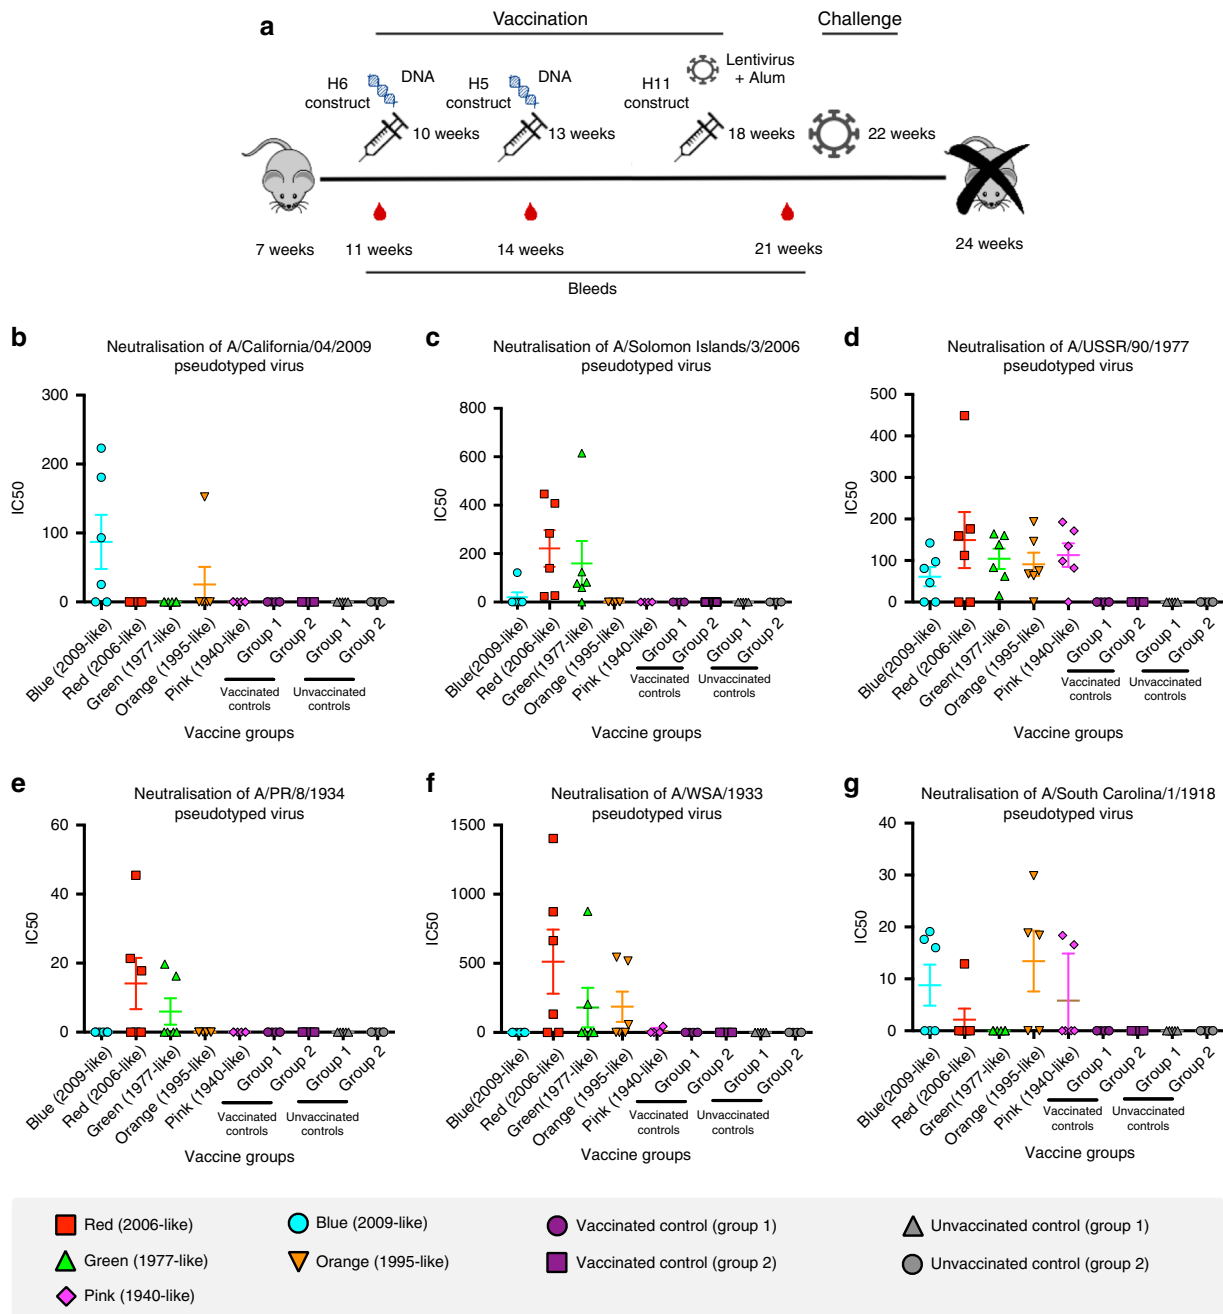 a
Vaccination
Challenge
H6 construct
DNA
10 weeks
H5 construct
DNA
13 weeks
H11 construct
Lentivirus + Alum
18 weeks
22 weeks
7 weeks
11 weeks
14 weeks
21 weeks
24 weeks
Bleeds
b
Neutralisation of A/California/04/2009
pseudotyped virus
300
200
100
0
IC50
Blue (2009-like)
Red (2006-like)
Green (1977-like)
Orange (1995-like)
Pink (1940-like)
Group 1
Group 2
Group 1
Group 2
Vaccinated
controls
Unvaccinated
controls
Vaccine groups
c
Neutralisation of A/Solomon Islands/3/2006
pseudotyped virus
800
600
400
200
0
IC50
Blue(2009-like)
Red (2006-like)
Green(1977-like)
Orange (1995-like)
Pink (1940-like)
Group 1
Group 2
Group 1
Group 2
Vaccinated
controls
Unvaccinated
controls
Vaccine groups
d
Neutralisation of A/USSR/90/1977
pseudotyped virus
500
400
300
200
100
0
IC50
Blue(2009-like)
Red (2006-like)
Green(1977-like)
Orange (1995-like)
Pink (1940-like)
Group 1
Group 2
Group 1
Group 2
Vaccinated
controls
Unvaccinated
controls
Vaccine groups
e
Neutralisation of A/PR/8/1934
pseudotyped virus
60
40
20
0
IC50
Blue (2009-like)
Red (2006-like)
Green (1977-like)
Orange (1995-like)
Pink (1940-like)
Group 1
Group 2
Group 1
Group 2
Vaccinated
controls
Unvaccinated
controls
Vaccine groups
f
Neutralisation of A/WSA/1933
pseudotyped virus
1500
1000
500
0
IC50
Blue(2009-like)
Red (2006-like)
Green(1977-like)
Orange (1995-like)
Pink (1940-like)
Group 1
Group 2
Group 1
Group 2
Vaccinated
controls
Unvaccinated
controls
Vaccine groups
g
Neutralisation of A/South Carolina/1/1918
pseudotyped virus
40
30
20
10
0
IC50
Blue (2009-like)
Red (2006-like)
Green(1977-like)
Orange (1995-like)
Pink (1940-like)
Group 1
Group 2
Group 1
Group 2
Vaccinated
controls
Unvaccinated
controls
Vaccine groups
Red (2006-like)
Blue (2009-like)
Vaccinated control (group 1)
Unvaccinated control (group 1)
Green (1977-like)
Orange (1995-like)
Vaccinated control (group 2)
Unvaccinated control (group 2)
Pink (1940-like)